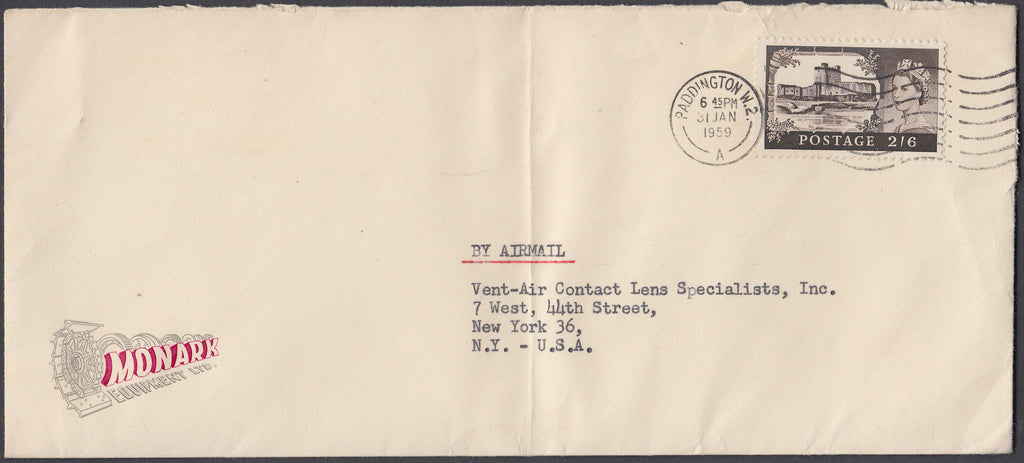 PADDINGTON W.2.
6 45PM
31 JAN
1959
A
POSTAGE 2/6
BY AIRMAIL
Vent-Air Contact Lens Specialists, Inc.
7 West, 44th Street,
New York 36,
N.Y. - U.S.A.
MONARK
EQUIPMENT LTD.